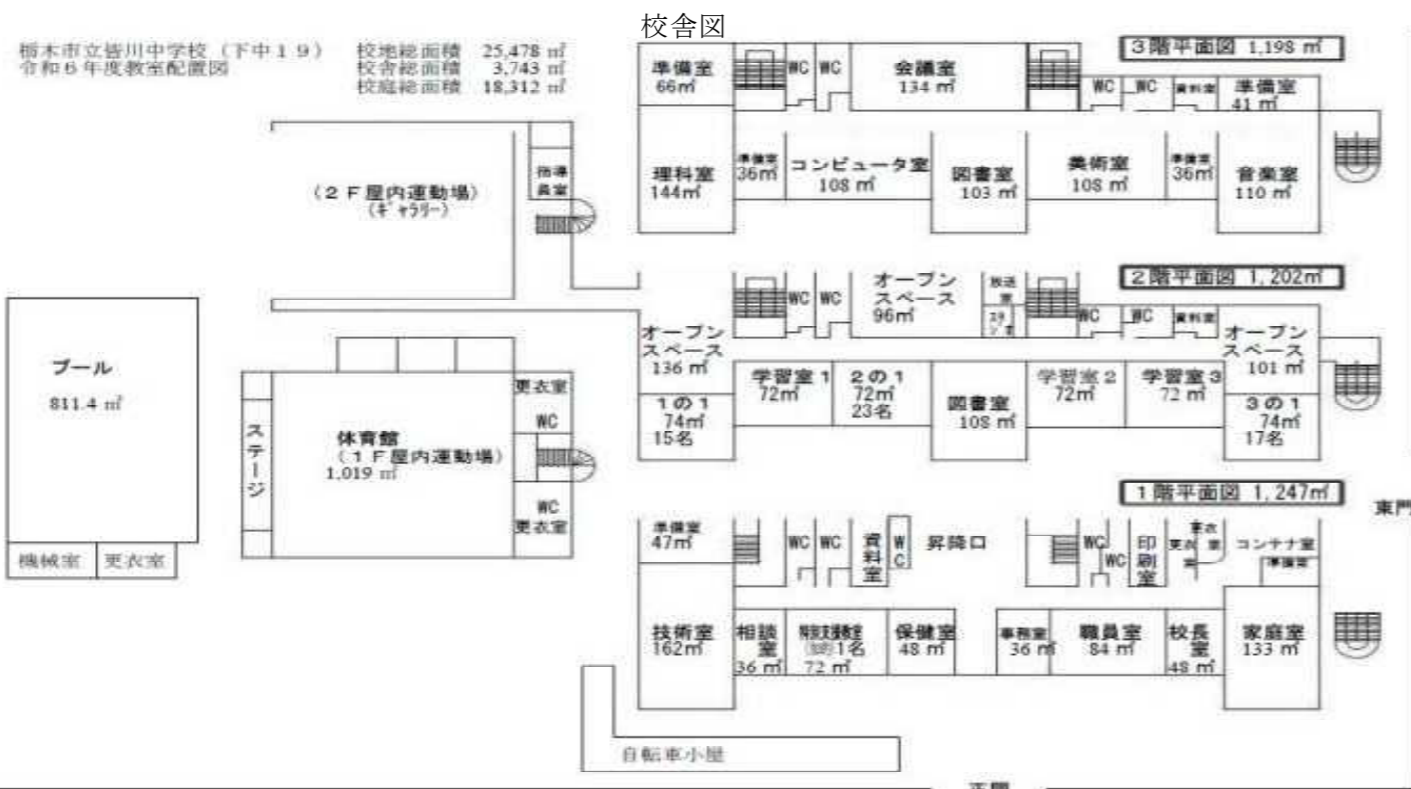 校舎図
栃木市立皆川中学校（下中１９）
令和６年度教室配置図
校地総面積 25,478 ㎡
校舎総面積 3,743 ㎡
校庭総面積 18,312 ㎡
３階平面図 1,198 ㎡
準備室
66㎡
WC
WC
会議室
134 ㎡
WC
WC
資料室
準備室
41 ㎡
理科室
144㎡
準備室
36㎡
コンピュータ室
108 ㎡
図書室
103 ㎡
美術室
108 ㎡
準備室
36㎡
音楽室
110 ㎡
指導
員室
（２Ｆ屋内運動場）
（ｷﾞｬﾗﾘｰ）
２階平面図 1,202㎡
WC
WC
オープン
スペース
96㎡
放送
室
スタ
ジオ
WC
WC
資料室
オープン
スペース
136 ㎡
オープン
スペース
101 ㎡
学習室１
72㎡
２の１
72㎡
23名
図書室
108 ㎡
学習室２
72㎡
学習室３
72 ㎡
１の１
74㎡
15名
３の１
74㎡
17名
プール
811.4 ㎡
機械室
更衣室
ステージ
体育館
（１Ｆ屋内運動場）
1,019 ㎡
更衣室
WC
WC
更衣室
１階平面図 1,247㎡
東門
準備室
47㎡
WC
WC
資料室
WC
昇降口
WC
WC
印刷室
更衣室
更衣室
コンテナ室
準備室
技術室
162㎡
相談室
36 ㎡
特別支援教室
(知的)1名
72 ㎡
保健室
48 ㎡
事務室
36 ㎡
職員室
84 ㎡
校長室
48 ㎡
家庭室
133 ㎡
自転車小屋